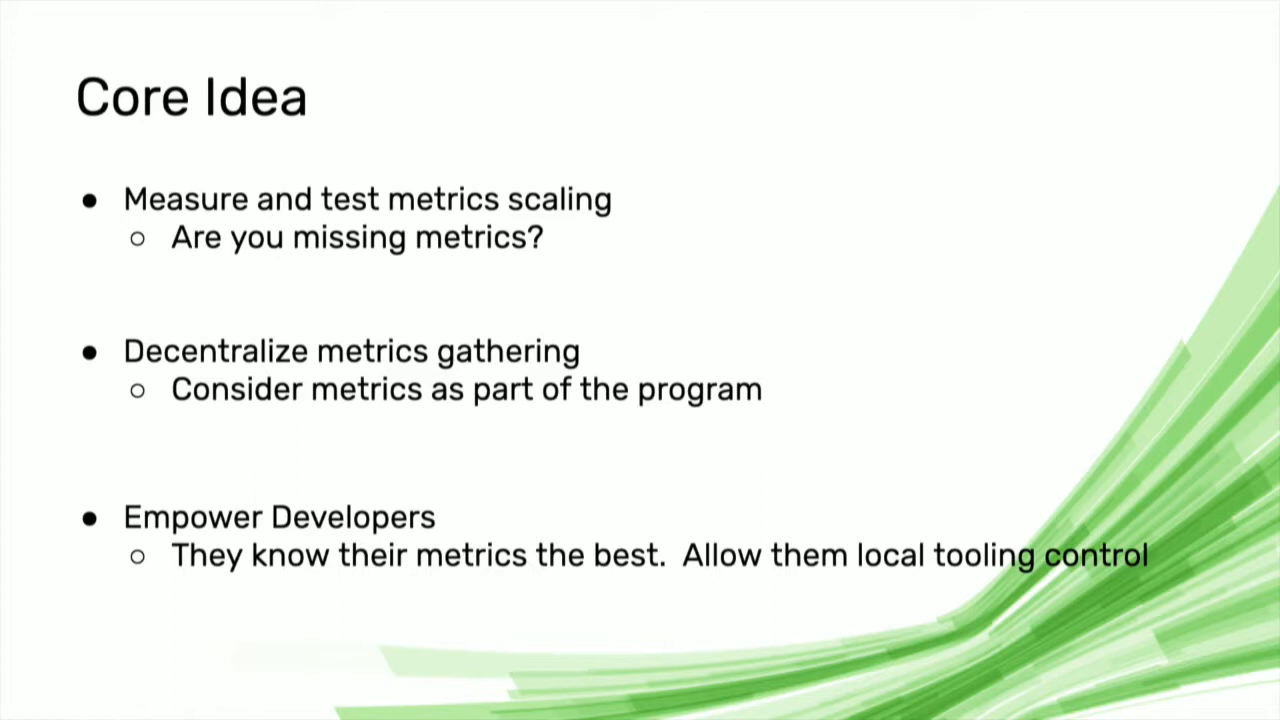 Core Idea
● Measure and test metrics scaling
○ Are you missing metrics?
● Decentralize metrics gathering
○ Consider metrics as part of the program
● Empower Developers
○ They know their metrics the best.  Allow them local tooling control